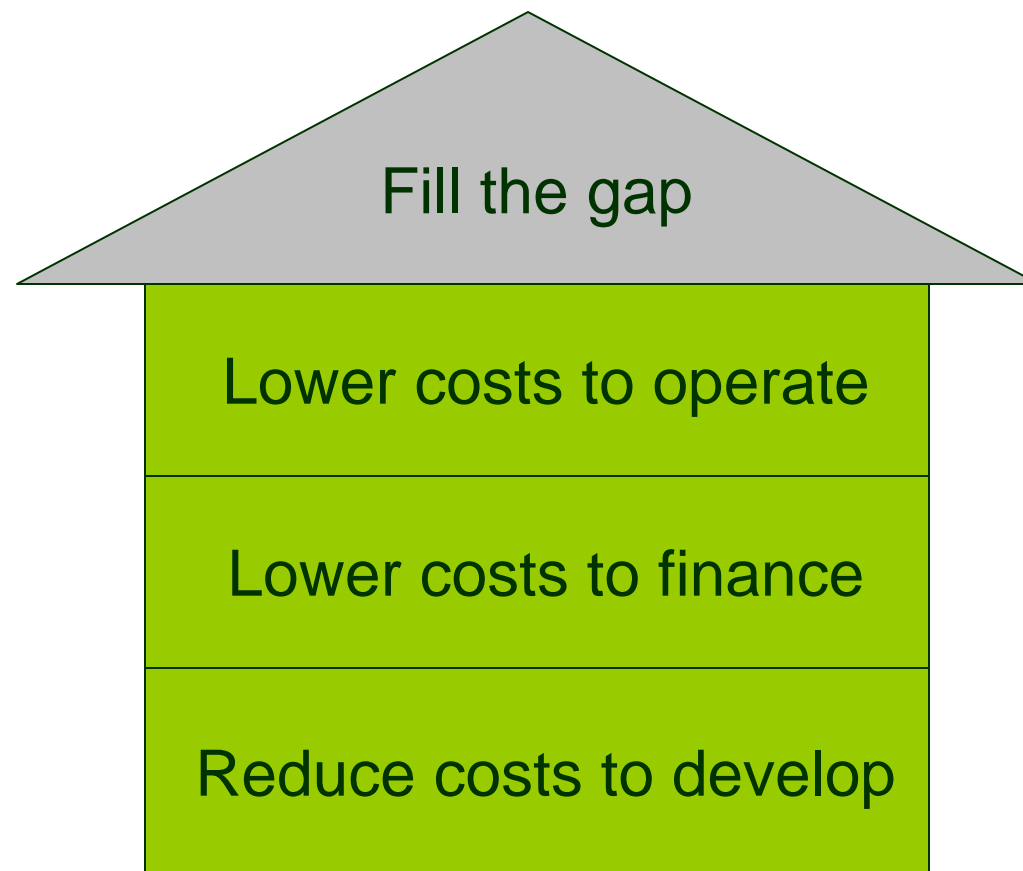 Fill the gap
Lower costs to operate
Lower costs to finance
Reduce costs to develop